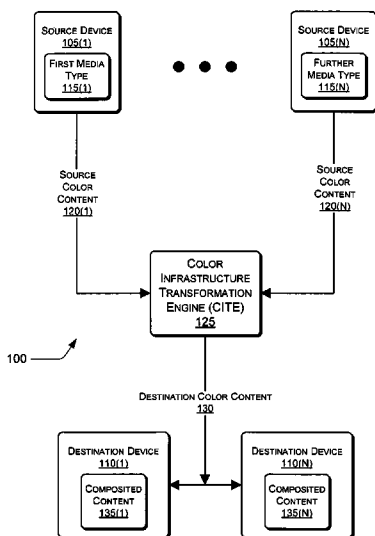 SOURCE DEVICE
105(1)
FIRST MEDIA
TYPE
115(1)
SOURCE DEVICE
105(N)
FURTHER MEDIA
TYPE
115(N)
SOURCE
COLOR
CONTENT
120(1)
SOURCE
COLOR
CONTENT
120(N)
COLOR
INFRASTRUCTURE
TRANSFORMATION
ENGINE (CITE)
125
100
DESTINATION COLOR CONTENT
130
DESTINATION DEVICE
110(1)
COMPOSITED
CONTENT
135(1)
DESTINATION DEVICE
110(N)
COMPOSITED
CONTENT
135(N)